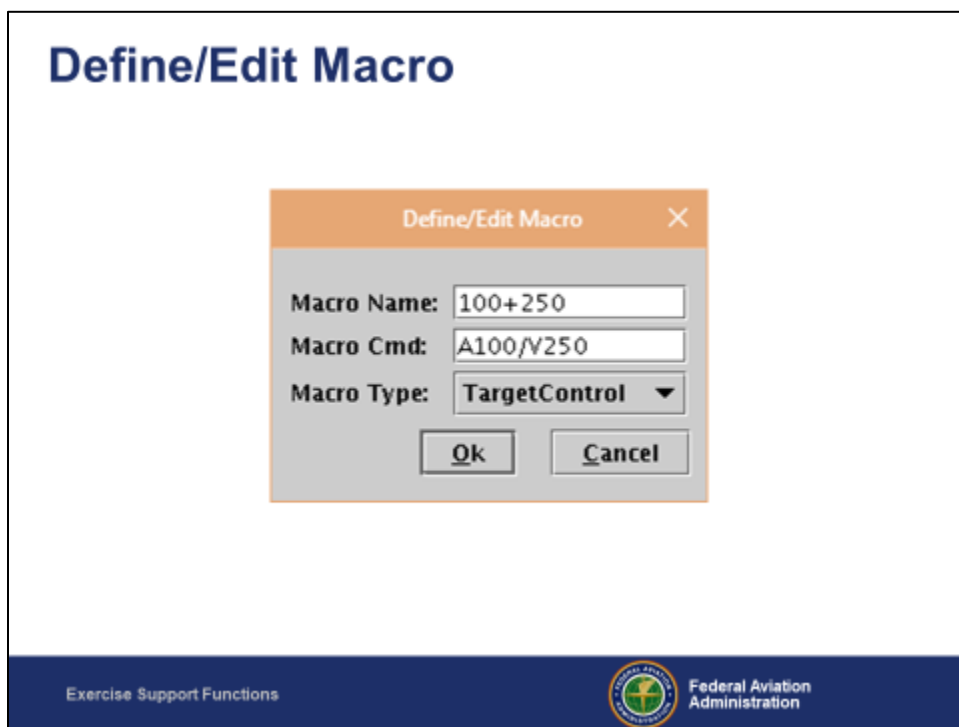 Define/Edit Macro
Define/Edit Macro
Macro Name: 100+250
Macro Cmd: A100/V250
Macro Type: TargetControl
Ok Cancel
Exercise Support Functions
Federal Aviation
Administration